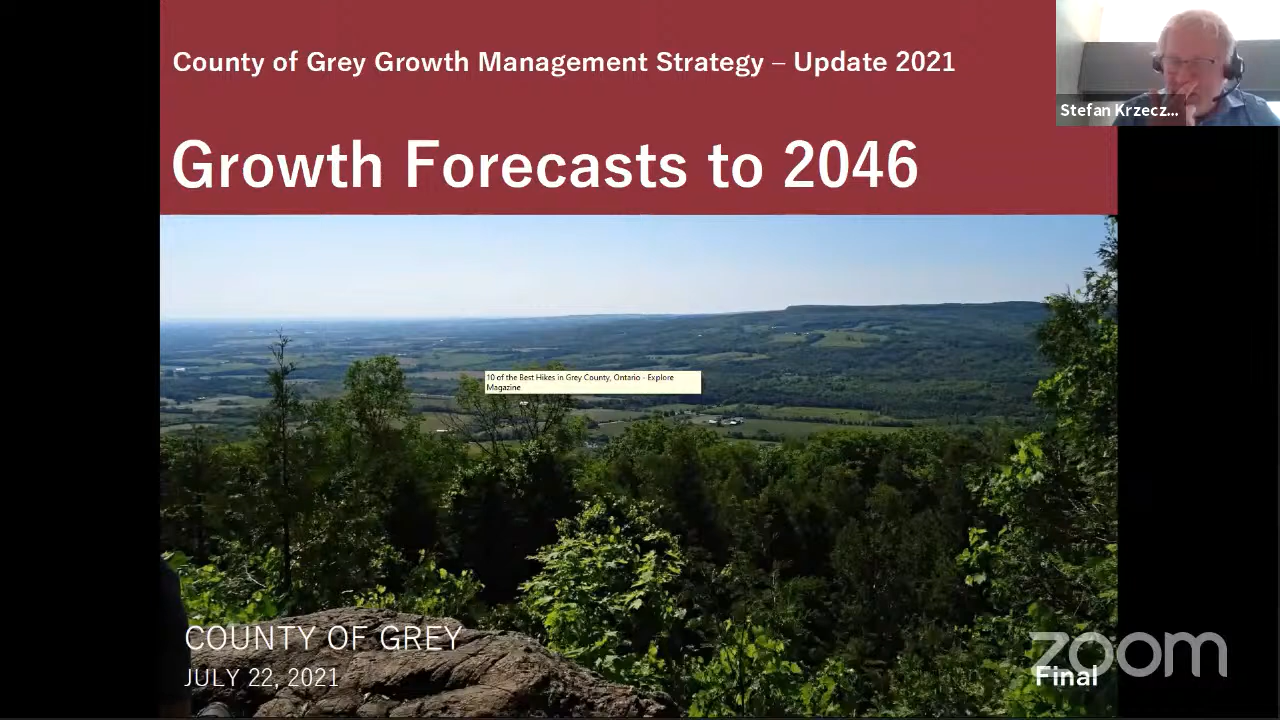 County of Grey Growth Management Strategy – Update 2021
Stefan Krzecz...
Growth Forecasts to 2046
10 of the Best Hikes in Grey County, Ontario - Explore
Magazine
COUNTY OF GREY
JULY 22, 2021
zoom
Final